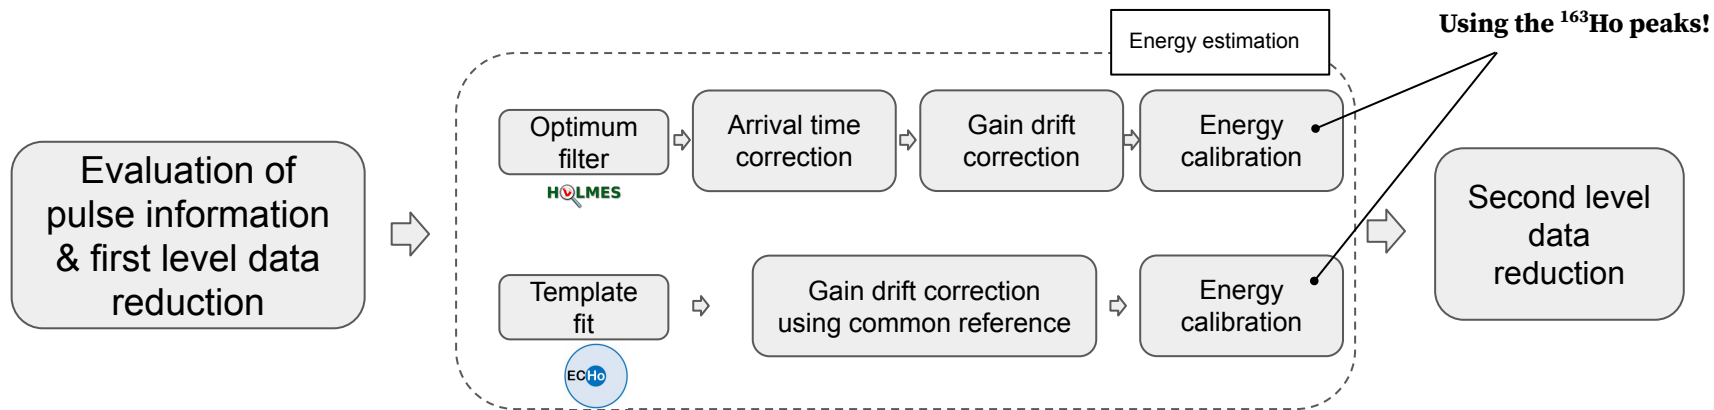 Using the ¹⁶³Ho peaks!
Energy estimation
Evaluation of
pulse information
& first level data
reduction
Optimum
filter
HOLMES
Arrival time
correction
Gain drift
correction
Energy
calibration
Template
fit
ECHo
Gain drift correction
using common reference
Energy
calibration
Second level
data
reduction